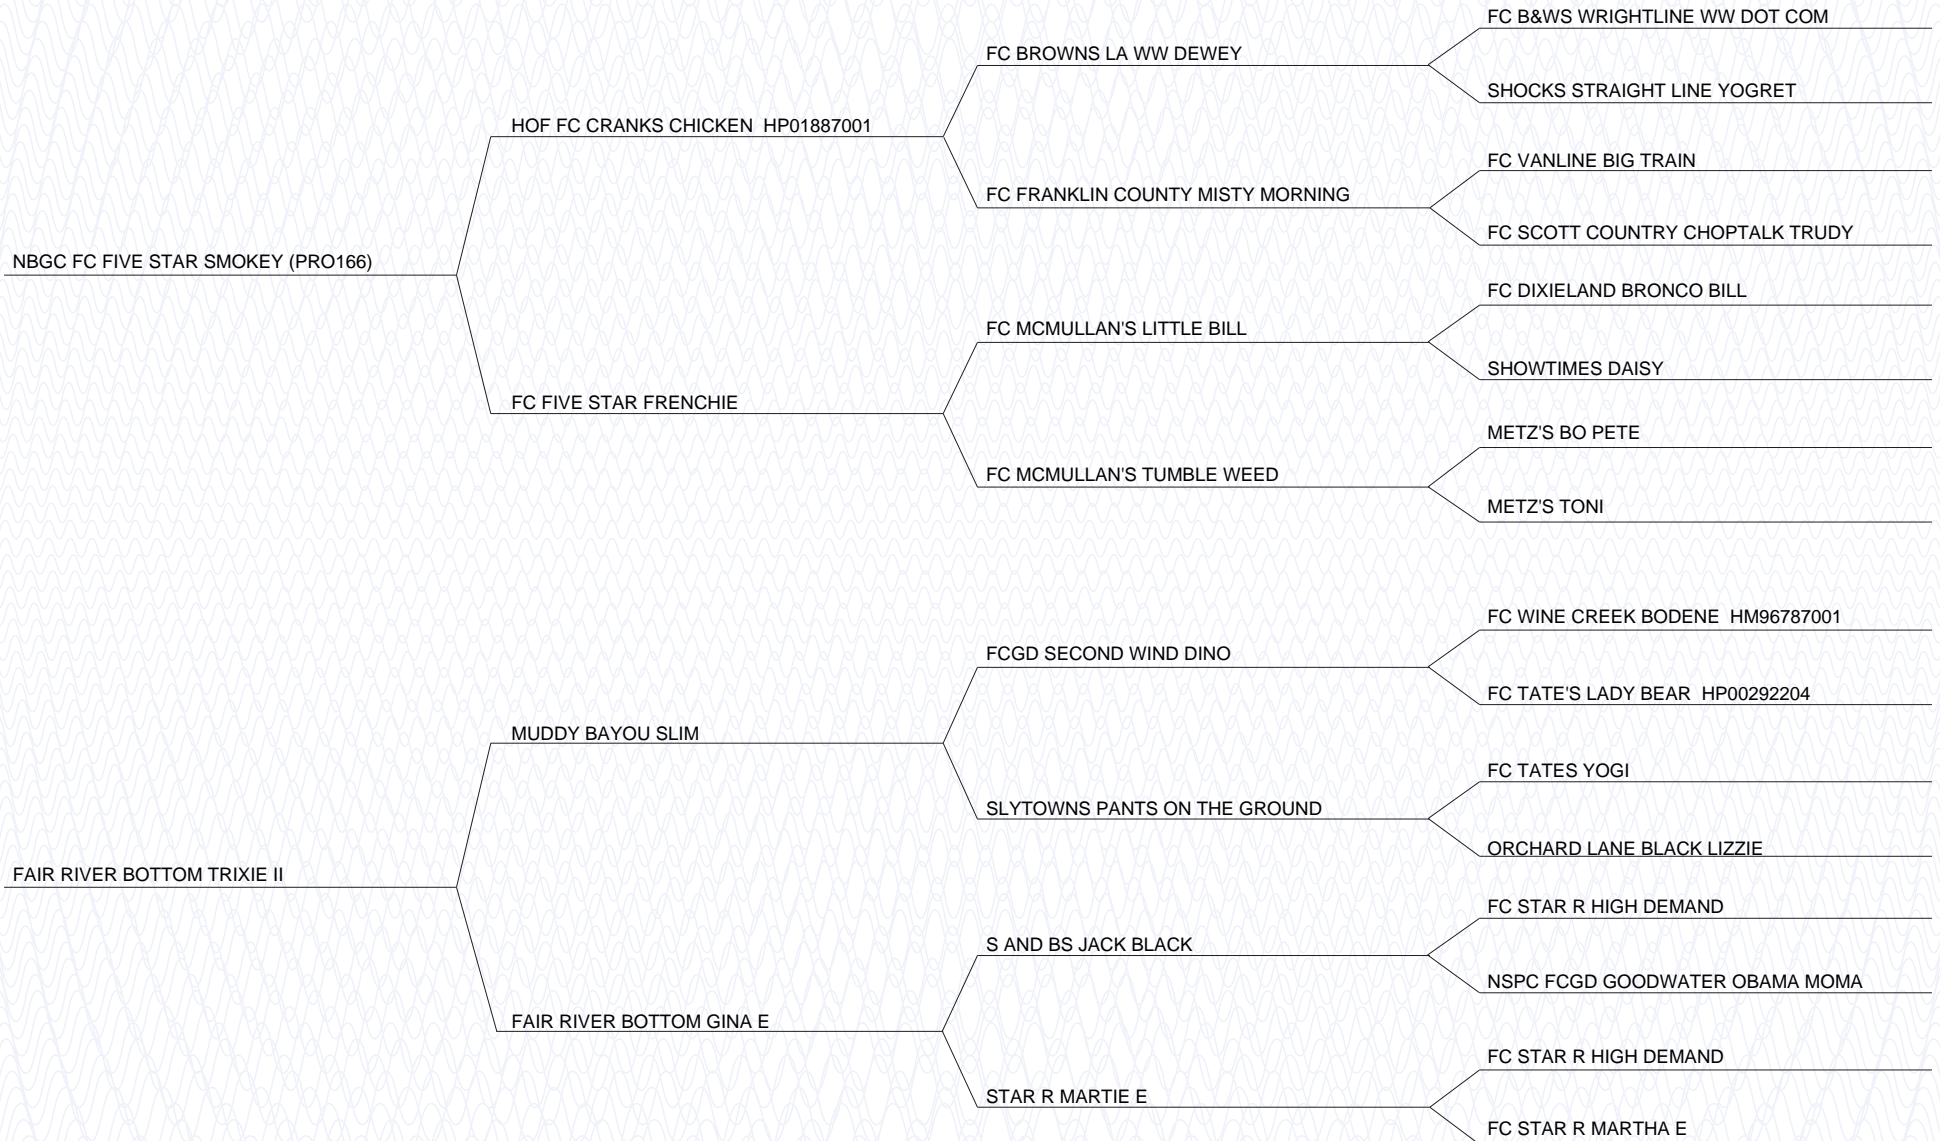 FC B&WS WRIGHTLINE WW DOT COM
FC BROWNS LA WW DEWEY
SHOCKS STRAIGHT LINE YOGRET
HOF FC CRANKS CHICKEN  HP01887001
FC VANLINE BIG TRAIN
FC FRANKLIN COUNTY MISTY MORNING
FC SCOTT COUNTRY CHOPTALK TRUDY
NBGC FC FIVE STAR SMOKEY (PRO166)
FC DIXIELAND BRONCO BILL
FC MCMULLAN'S LITTLE BILL
SHOWTIMES DAISY
FC FIVE STAR FRENCHIE
METZ'S BO PETE
FC MCMULLAN'S TUMBLE WEED
METZ'S TONI
FC WINE CREEK BODENE  HM96787001
FCGD SECOND WIND DINO
FC TATE'S LADY BEAR  HP00292204
MUDDY BAYOU SLIM
FC TATES YOGI
SLYTOWNS PANTS ON THE GROUND
ORCHARD LANE BLACK LIZZIE
FAIR RIVER BOTTOM TRIXIE II
FC STAR R HIGH DEMAND
S AND BS JACK BLACK
NSPC FCGD GOODWATER OBAMA MOMA
FAIR RIVER BOTTOM GINA E
FC STAR R HIGH DEMAND
STAR R MARTIE E
FC STAR R MARTHA E